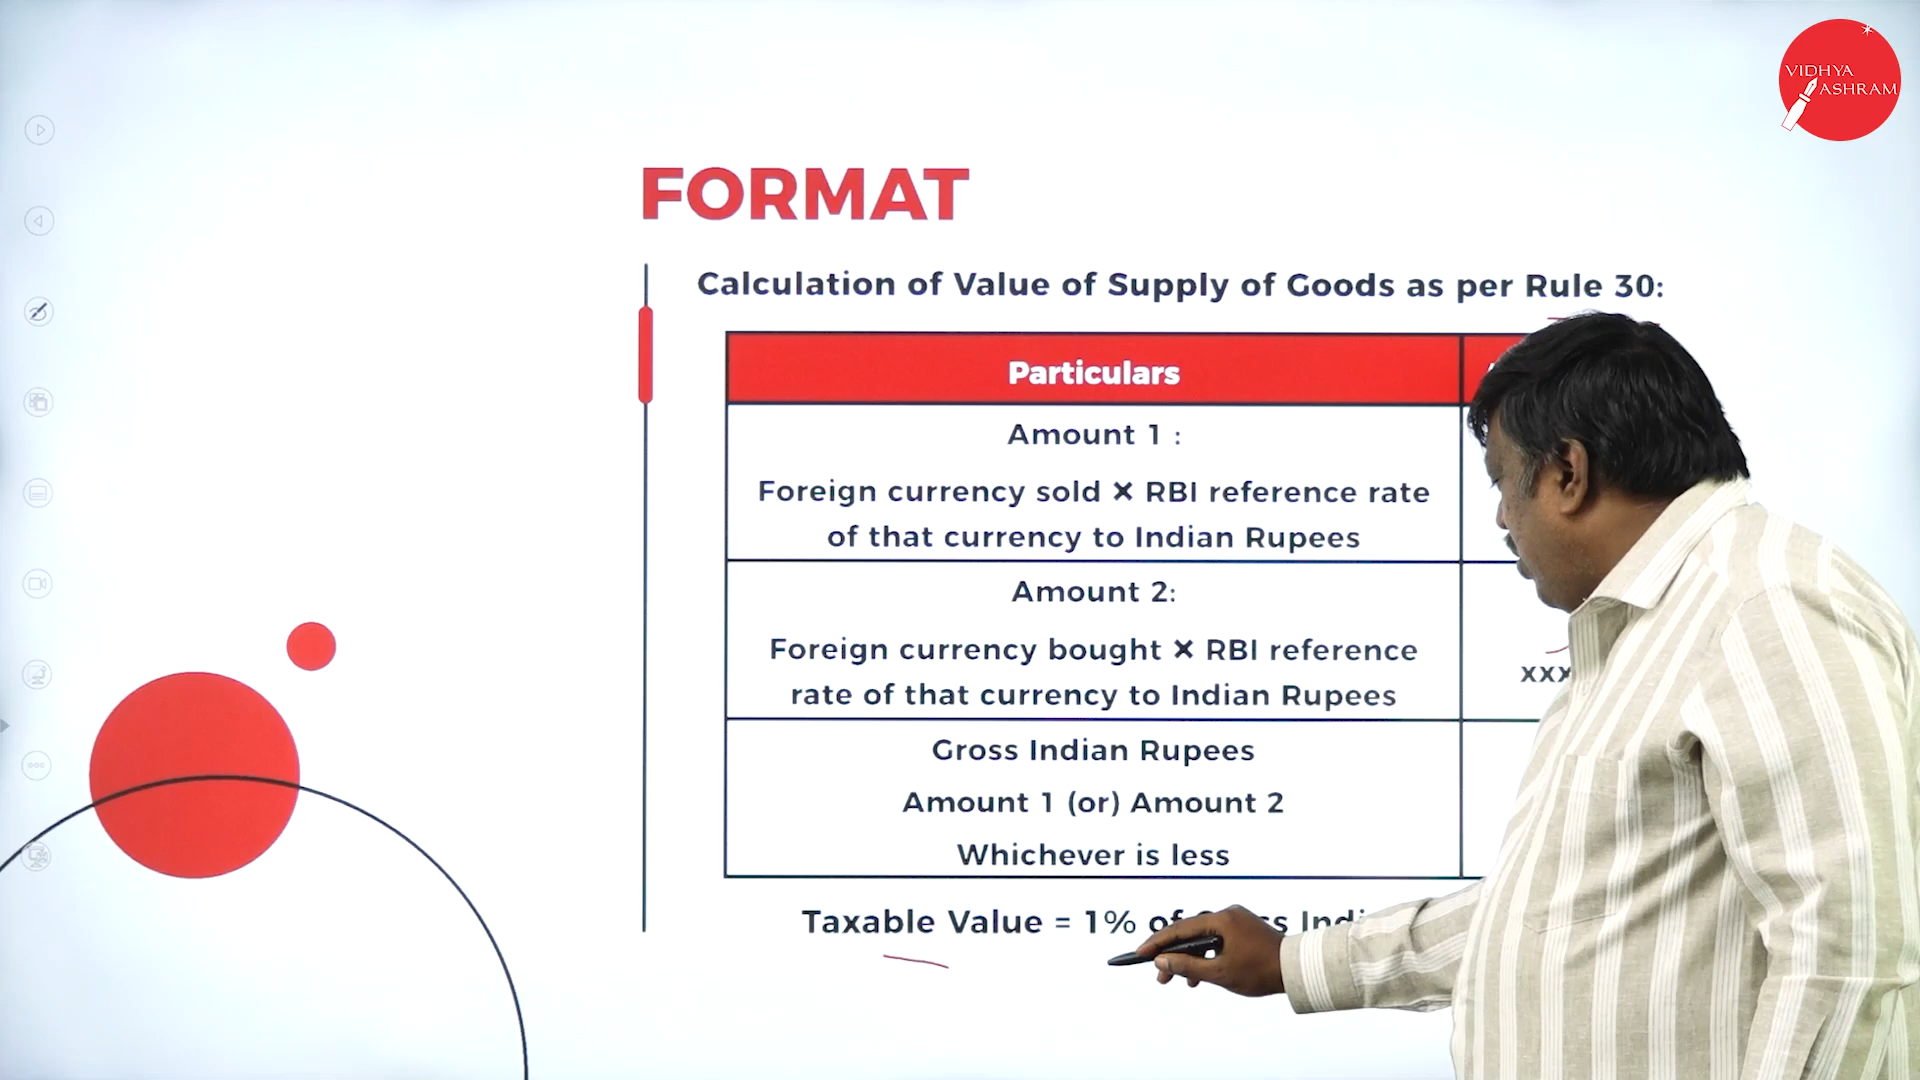 VIDHYA
ASHRAM
FORMAT
Calculation of Value of Supply of Goods as per Rule 30:
Particulars
Amount 1 :
Foreign currency sold × RBI reference rate
of that currency to Indian Rupees
Amount 2:
Foreign currency bought × RBI reference
rate of that currency to Indian Rupees
xxx
Gross Indian Rupees
Amount 1 (or) Amount 2
Whichever is less
Taxable Value = 1% of